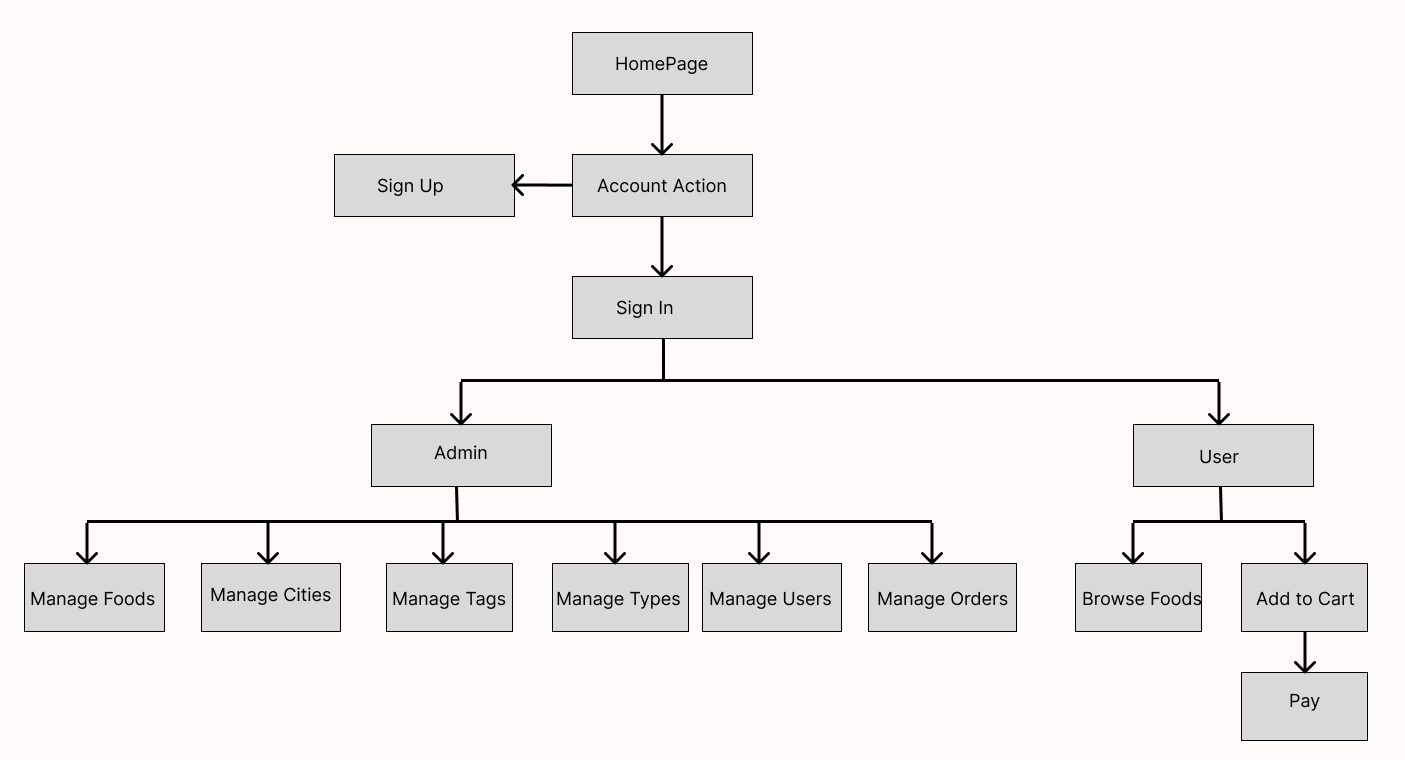 HomePage
Sign Up
Account Action
Sign In
Admin
User
Manage Foods
Manage Cities
Manage Tags
Manage Types
Manage Users
Manage Orders
Browse Foods
Add to Cart
Pay